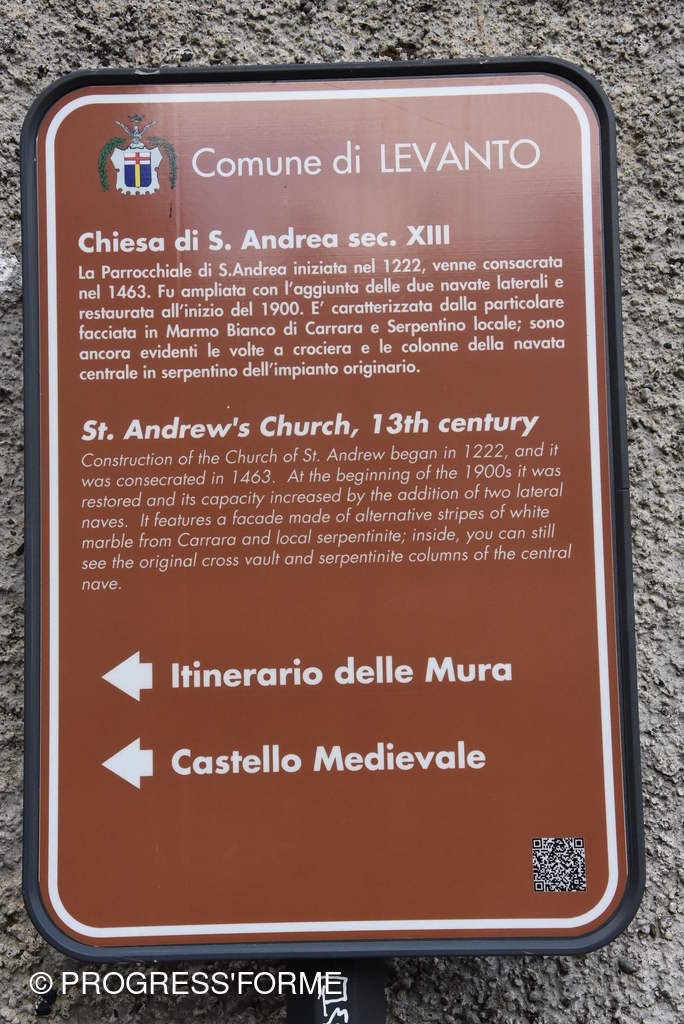 Comune di LEVANTO
Chiesa di S. Andrea sec. XIII
La Parrocchiale di S.Andrea iniziata nel 1222, venne consacrata
nel 1463. Fu ampliata con l'aggiunta delle due navate laterali e
restaurata all'inizio del 1900. E' caratterizzata dalla particolare
facciata in Marmo Bianco di Carrara e Serpentino locale; sono
ancora evidenti le volte a crociera e le colonne della navata
centrale in serpentino dell'impianto originario.
St. Andrew's Church, 13th century
Construction of the Church of St. Andrew began in 1222, and it
was consecrated in 1463. At the beginning of the 1900s it was
restored and its capacity increased by the addition of two lateral
naves. It features a facade made of alternative stripes of white
marble from Carrara and local serpentinite; inside, you can still
see the original cross vault and serpentinite columns of the central
nave.
Itinerario delle Mura
Castello Medievale
© PROGRESS'FORME